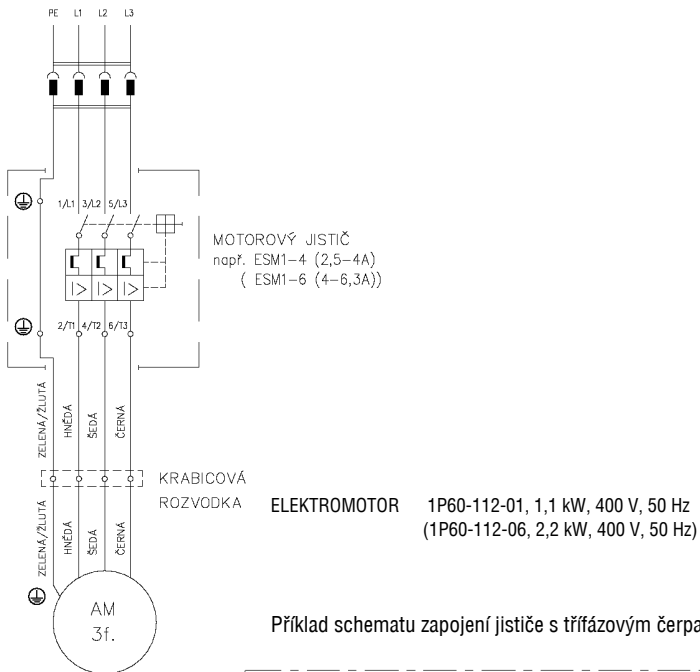 PE L1 L2 L3
1/L1 3/L2 5/L3
MOTOROVÝ JISTIČ
např. ESM1-4 (2,5-4A)
( ESM1-6 (4-6,3A))
2/T1 4/T2 6/T3
ZELENÁ/ŽLUTÁ
HNĚDÁ
ŠEDÁ
ČERNÁ
KRABICOVÁ
ROZVODKA
ELEKTROMOTOR 1P60-112-01, 1,1 kW, 400 V, 50 Hz
(1P60-112-06, 2,2 kW, 400 V, 50 Hz)
ZELENÁ/ŽLUTÁ
HNĚDÁ
ŠEDÁ
ČERNÁ
AM
3f.
Příklad schematu zapojení jističe s třífázovým